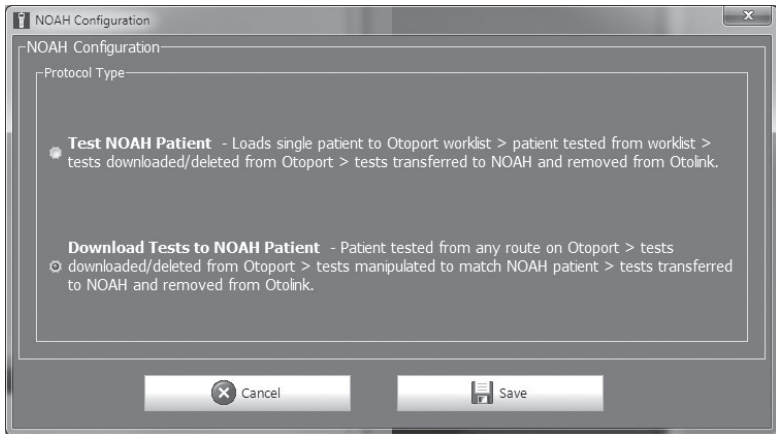 NOAH Configuration
NOAH Configuration
Protocol Type
Test NOAH Patient - Loads single patient to Otoport worklist > patient tested from worklist >
tests downloaded/deleted from Otoport > tests transferred to NOAH and removed from Otolink.
Download Tests to NOAH Patient - Patient tested from any route on Otoport > tests
downloaded/deleted from Otoport > tests manipulated to match NOAH patient > tests transferred
to NOAH and removed from Otolink.
Cancel
Save